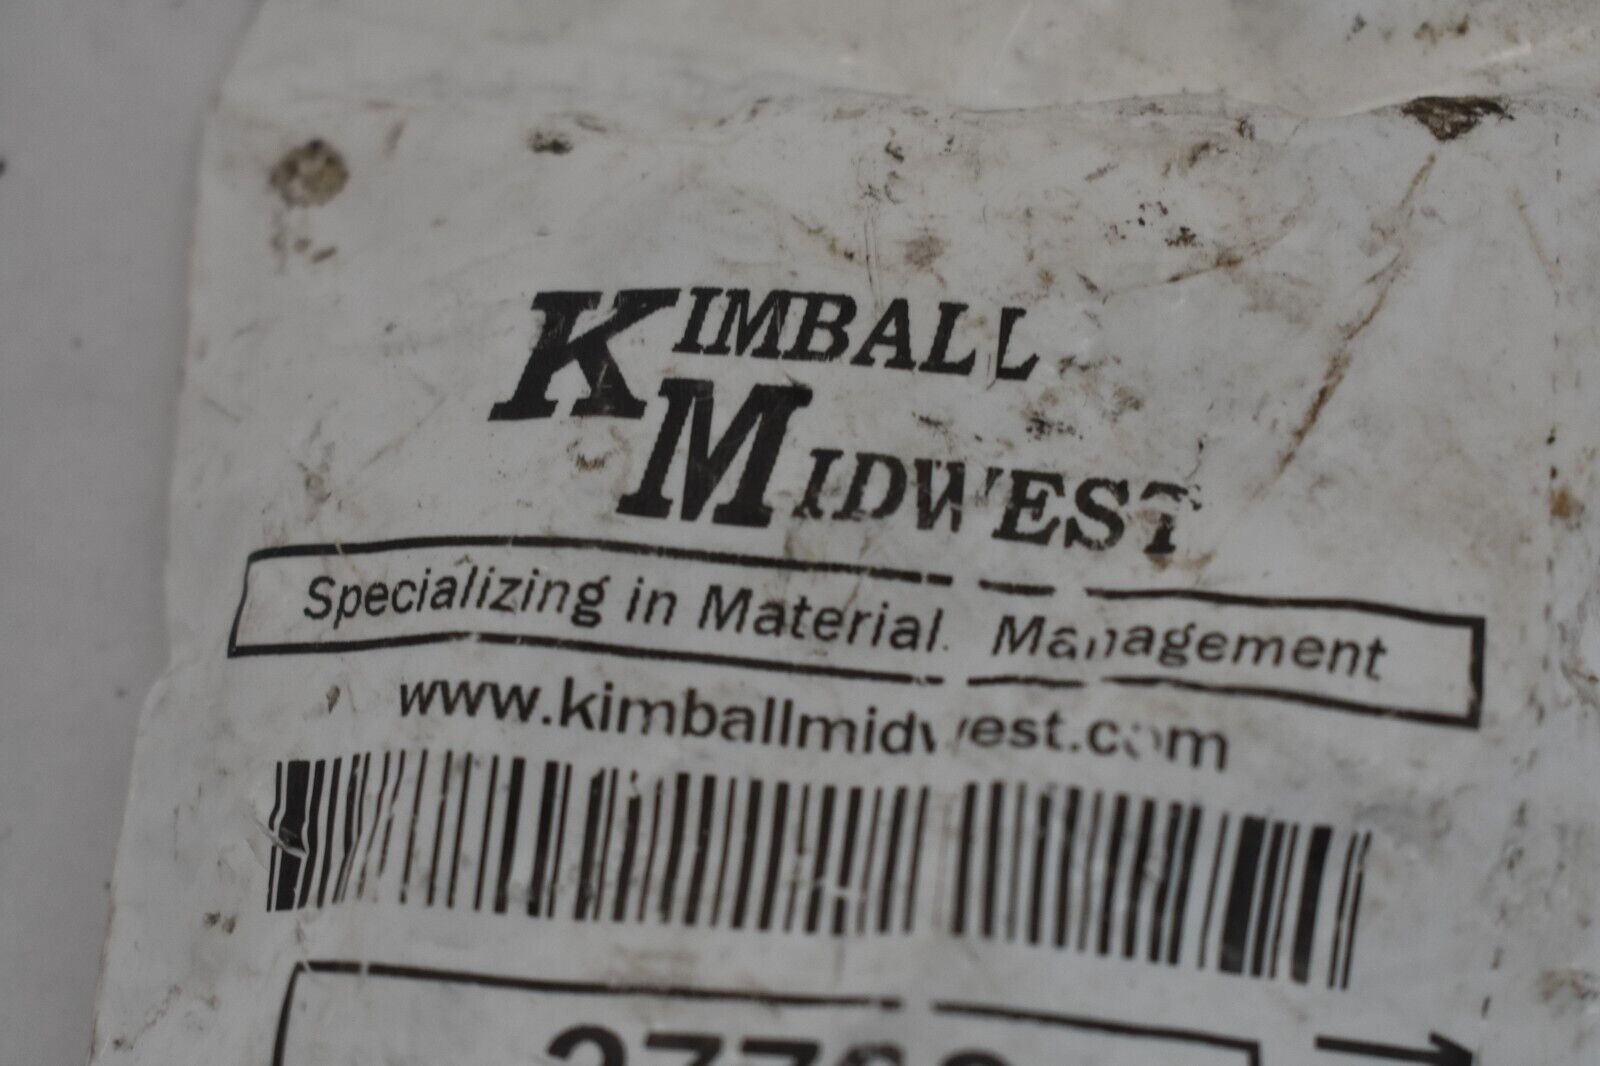 KIMBALL
MIDWEST
Specializing in Material Management
www.kimballmidwest.com